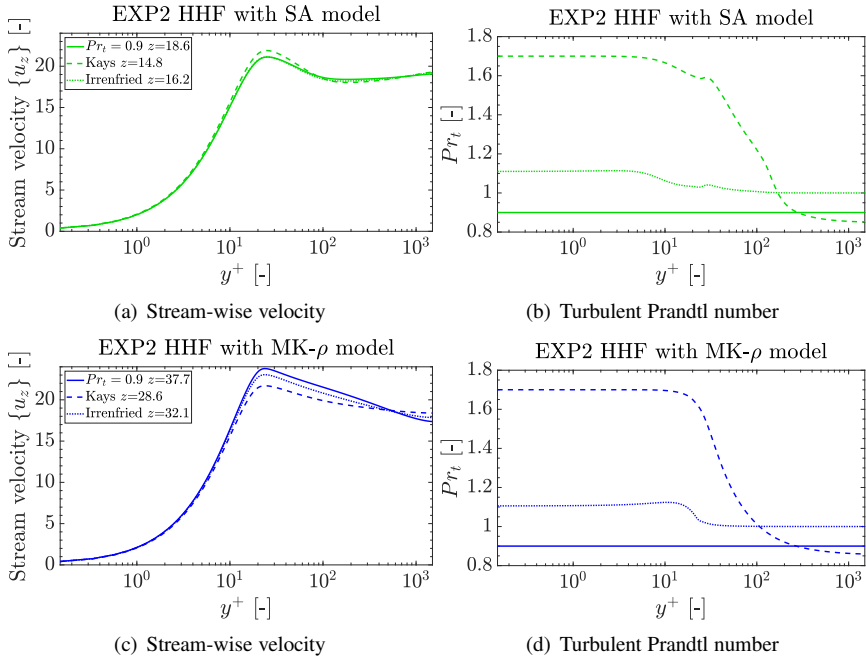 EXP2 HHF with SA model
Stream velocity {u_z} [-]
20
15
10
5
0
Pr_t = 0.9 z=18.6
Kays z=14.8
Irrenfried z=16.2
10^0
10^1
10^2
10^3
y^+ [-]
(a) Stream-wise velocity
EXP2 HHF with SA model
Pr_t [-]
1.8
1.6
1.4
1.2
1
0.8
10^0
10^1
10^2
10^3
y^+ [-]
(b) Turbulent Prandtl number
EXP2 HHF with MK-ρ model
Stream velocity {u_z} [-]
20
15
10
5
0
Pr_t = 0.9 z=37.7
Kays z=28.6
Irrenfried z=32.1
10^0
10^1
10^2
10^3
y^+ [-]
(c) Stream-wise velocity
EXP2 HHF with MK-ρ model
Pr_t [-]
1.8
1.6
1.4
1.2
1
0.8
10^0
10^1
10^2
10^3
y^+ [-]
(d) Turbulent Prandtl number